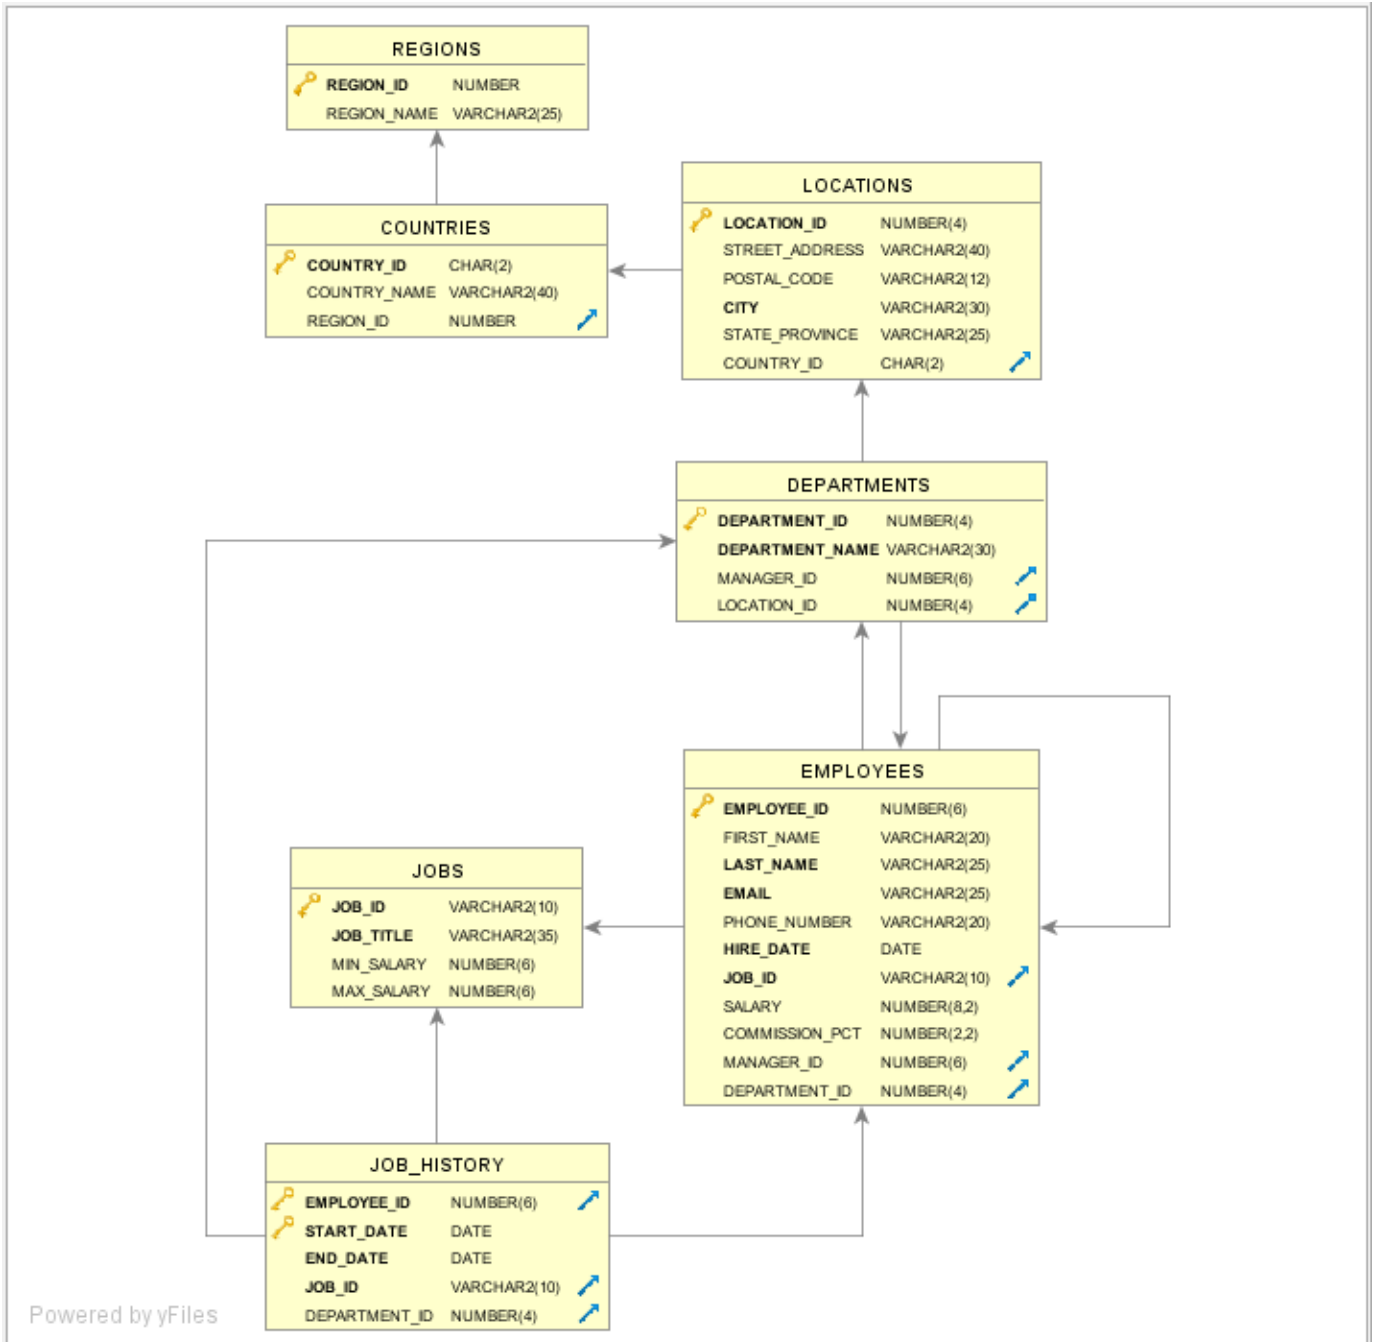 REGIONS
REGION_ID NUMBER
REGION_NAME VARCHAR2(25)
COUNTRIES
COUNTRY_ID CHAR(2)
COUNTRY_NAME VARCHAR2(40)
REGION_ID NUMBER
LOCATIONS
LOCATION_ID NUMBER(4)
STREET_ADDRESS VARCHAR2(40)
POSTAL_CODE VARCHAR2(12)
CITY VARCHAR2(30)
STATE_PROVINCE VARCHAR2(25)
COUNTRY_ID CHAR(2)
DEPARTMENTS
DEPARTMENT_ID NUMBER(4)
DEPARTMENT_NAME VARCHAR2(30)
MANAGER_ID NUMBER(6)
LOCATION_ID NUMBER(4)
EMPLOYEES
EMPLOYEE_ID NUMBER(6)
FIRST_NAME VARCHAR2(20)
LAST_NAME VARCHAR2(25)
EMAIL VARCHAR2(25)
PHONE_NUMBER VARCHAR2(20)
HIRE_DATE DATE
JOB_ID VARCHAR2(10)
SALARY NUMBER(8,2)
COMMISSION_PCT NUMBER(2,2)
MANAGER_ID NUMBER(6)
DEPARTMENT_ID NUMBER(4)
JOBS
JOB_ID VARCHAR2(10)
JOB_TITLE VARCHAR2(35)
MIN_SALARY NUMBER(6)
MAX_SALARY NUMBER(6)
JOB_HISTORY
EMPLOYEE_ID NUMBER(6)
START_DATE DATE
END_DATE DATE
JOB_ID VARCHAR2(10)
DEPARTMENT_ID NUMBER(4)
Powered by yFiles